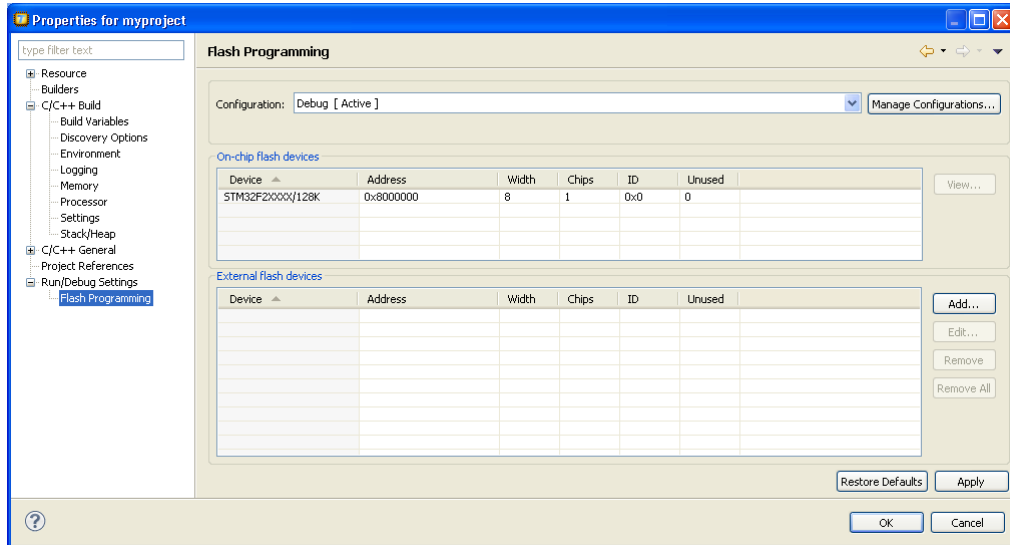 Properties for myproject
type filter text
Resource
Builders
C/C++ Build
Build Variables
Discovery Options
Environment
Logging
Memory
Processor
Settings
Stack/Heap
C/C++ General
Project References
Run/Debug Settings
Flash Programming
Flash Programming
Configuration: Debug [ Active ] Manage Configurations...
On-chip flash devices
Device Address Width Chips ID Unused
STM32F2XXXX/128K 0x8000000 8 1 0x0 0
View...
External flash devices
Device Address Width Chips ID Unused
Add...
Edit...
Remove
Remove All
Restore Defaults Apply
? OK Cancel